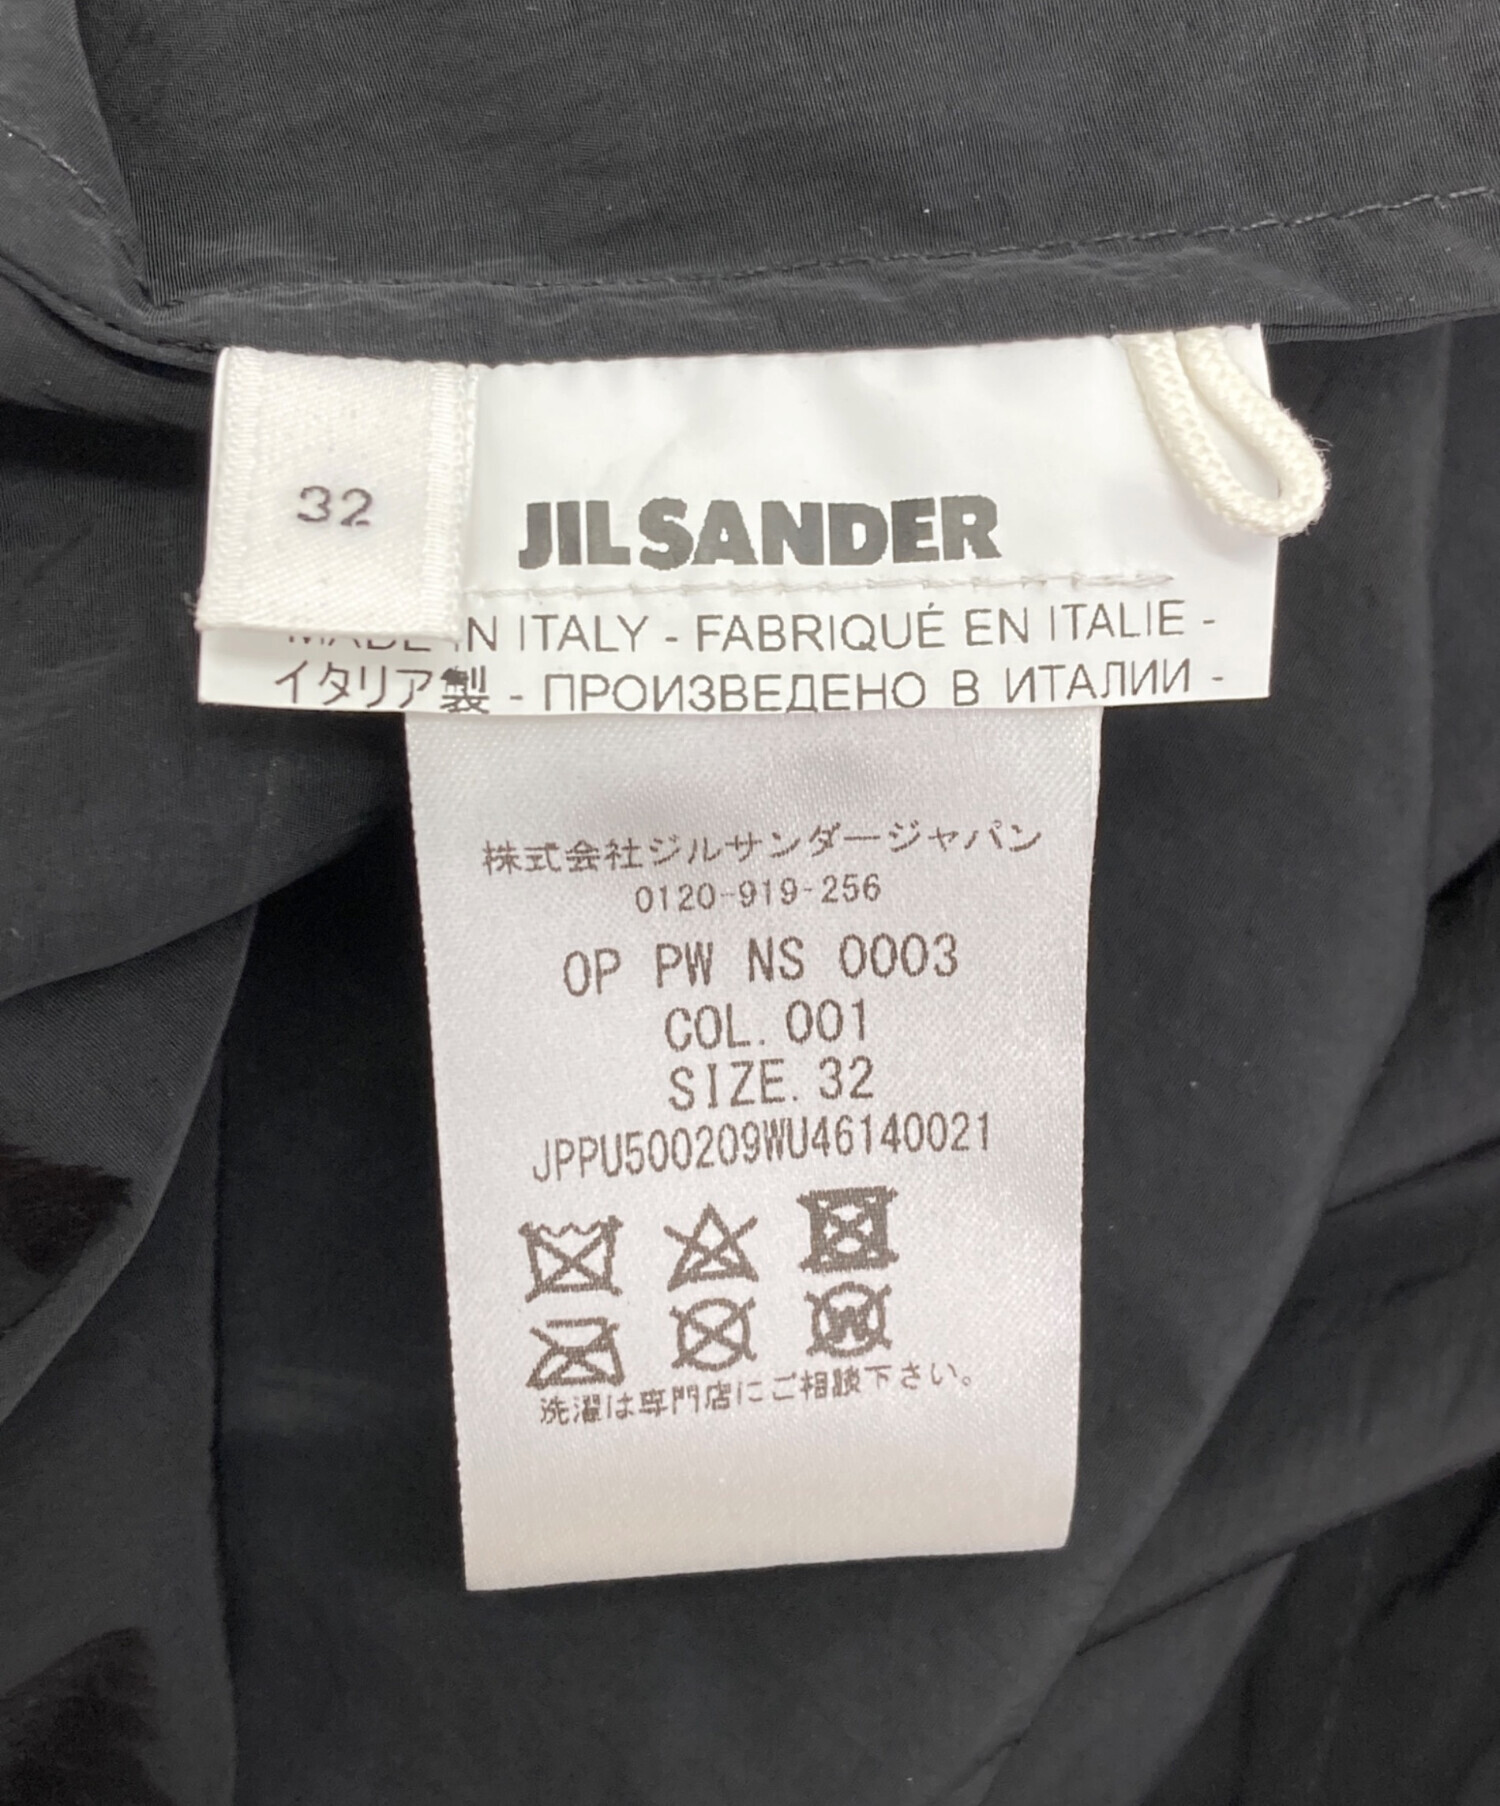 32
JIL SANDER
MADE IN ITALY - FABRIQUÉ EN ITALIE -
イタリア製 - ПРОИЗВЕДЕНО В ИТАЛИИ -
株式会社ジルサンダージャパン
0120-919-256
OP PW NS 0003
COL. 001
SIZE. 32
JPPU500209WU46140021
W
洗濯は専門店にご相談下さい。